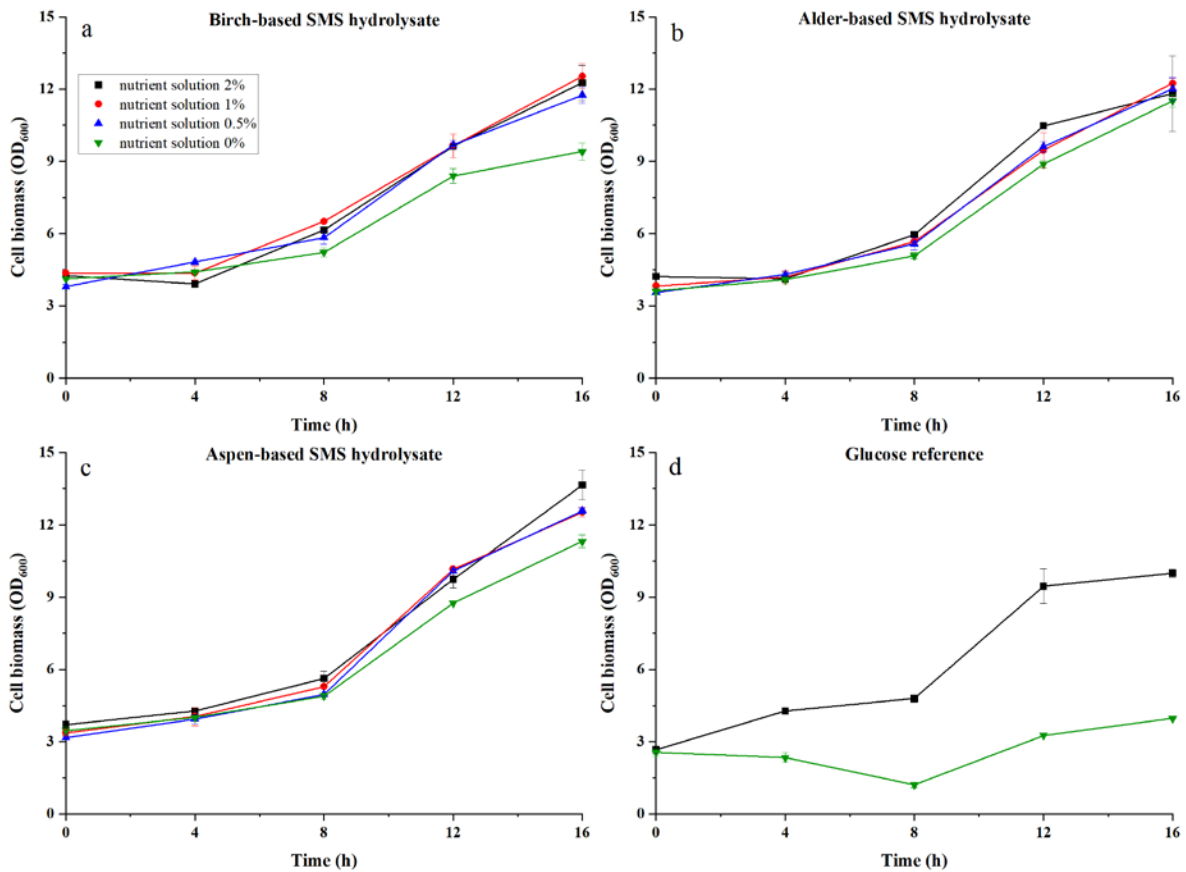 a
Birch-based SMS hydrolysate
nutrient solution 2%
nutrient solution 1%
nutrient solution 0.5%
nutrient solution 0%
Cell biomass (OD600)
15
12
9
6
3
0
0 4 8 12 16
Time (h)
b
Alder-based SMS hydrolysate
Cell biomass (OD600)
15
12
9
6
3
0
0 4 8 12 16
Time (h)
c
Aspen-based SMS hydrolysate
Cell biomass (OD600)
15
12
9
6
3
0
0 4 8 12 16
Time (h)
d
Glucose reference
Cell biomass (OD600)
15
12
9
6
3
0
0 4 8 12 16
Time (h)